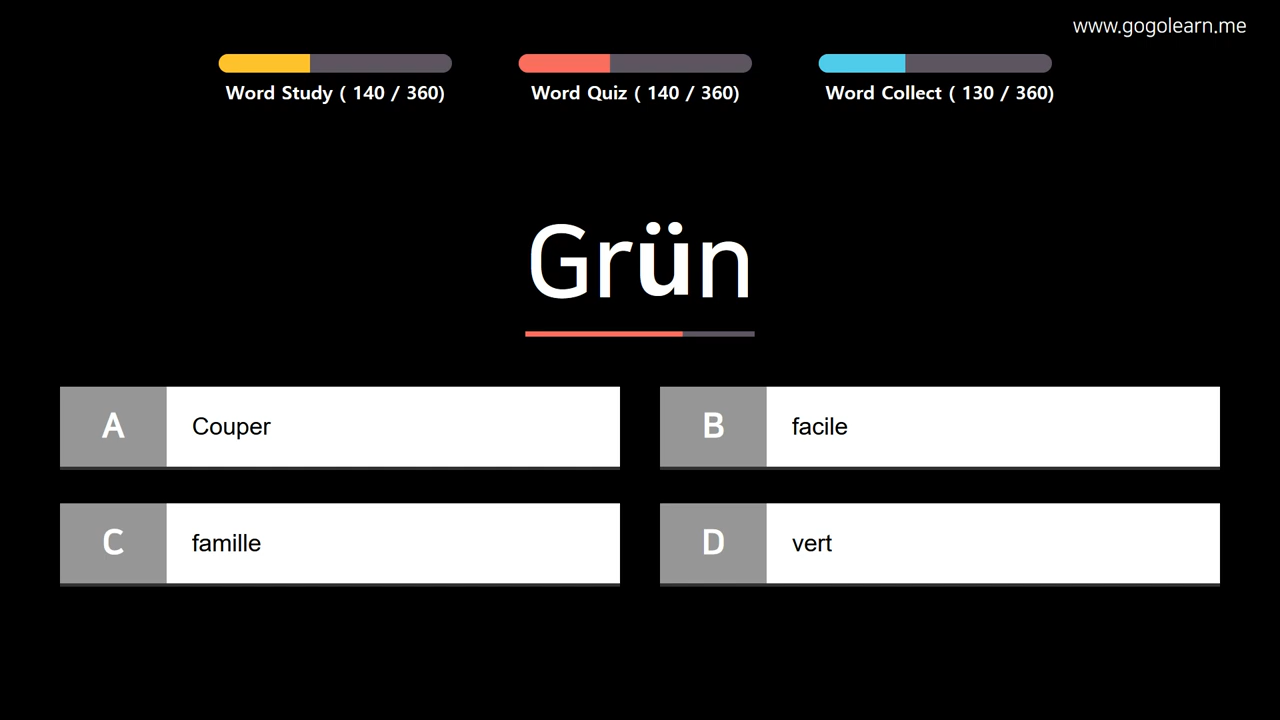 www.gogolearn.me
Word Study ( 140 / 360)
Word Quiz ( 140 / 360)
Word Collect ( 130 / 360)
Grün
A Couper
B facile
C famille
D vert